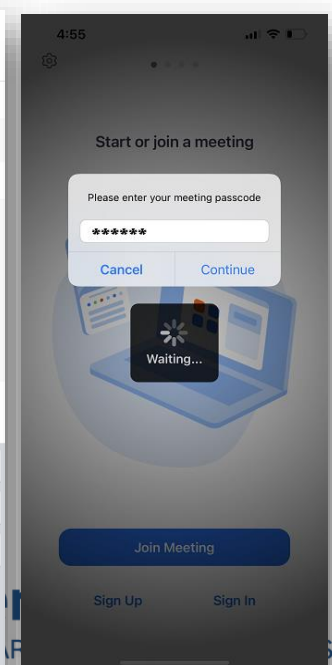 4:55
Start or join a meeting
Please enter your meeting passcode
******
Cancel Continue
Waiting...
Join Meeting
Sign Up Sign In